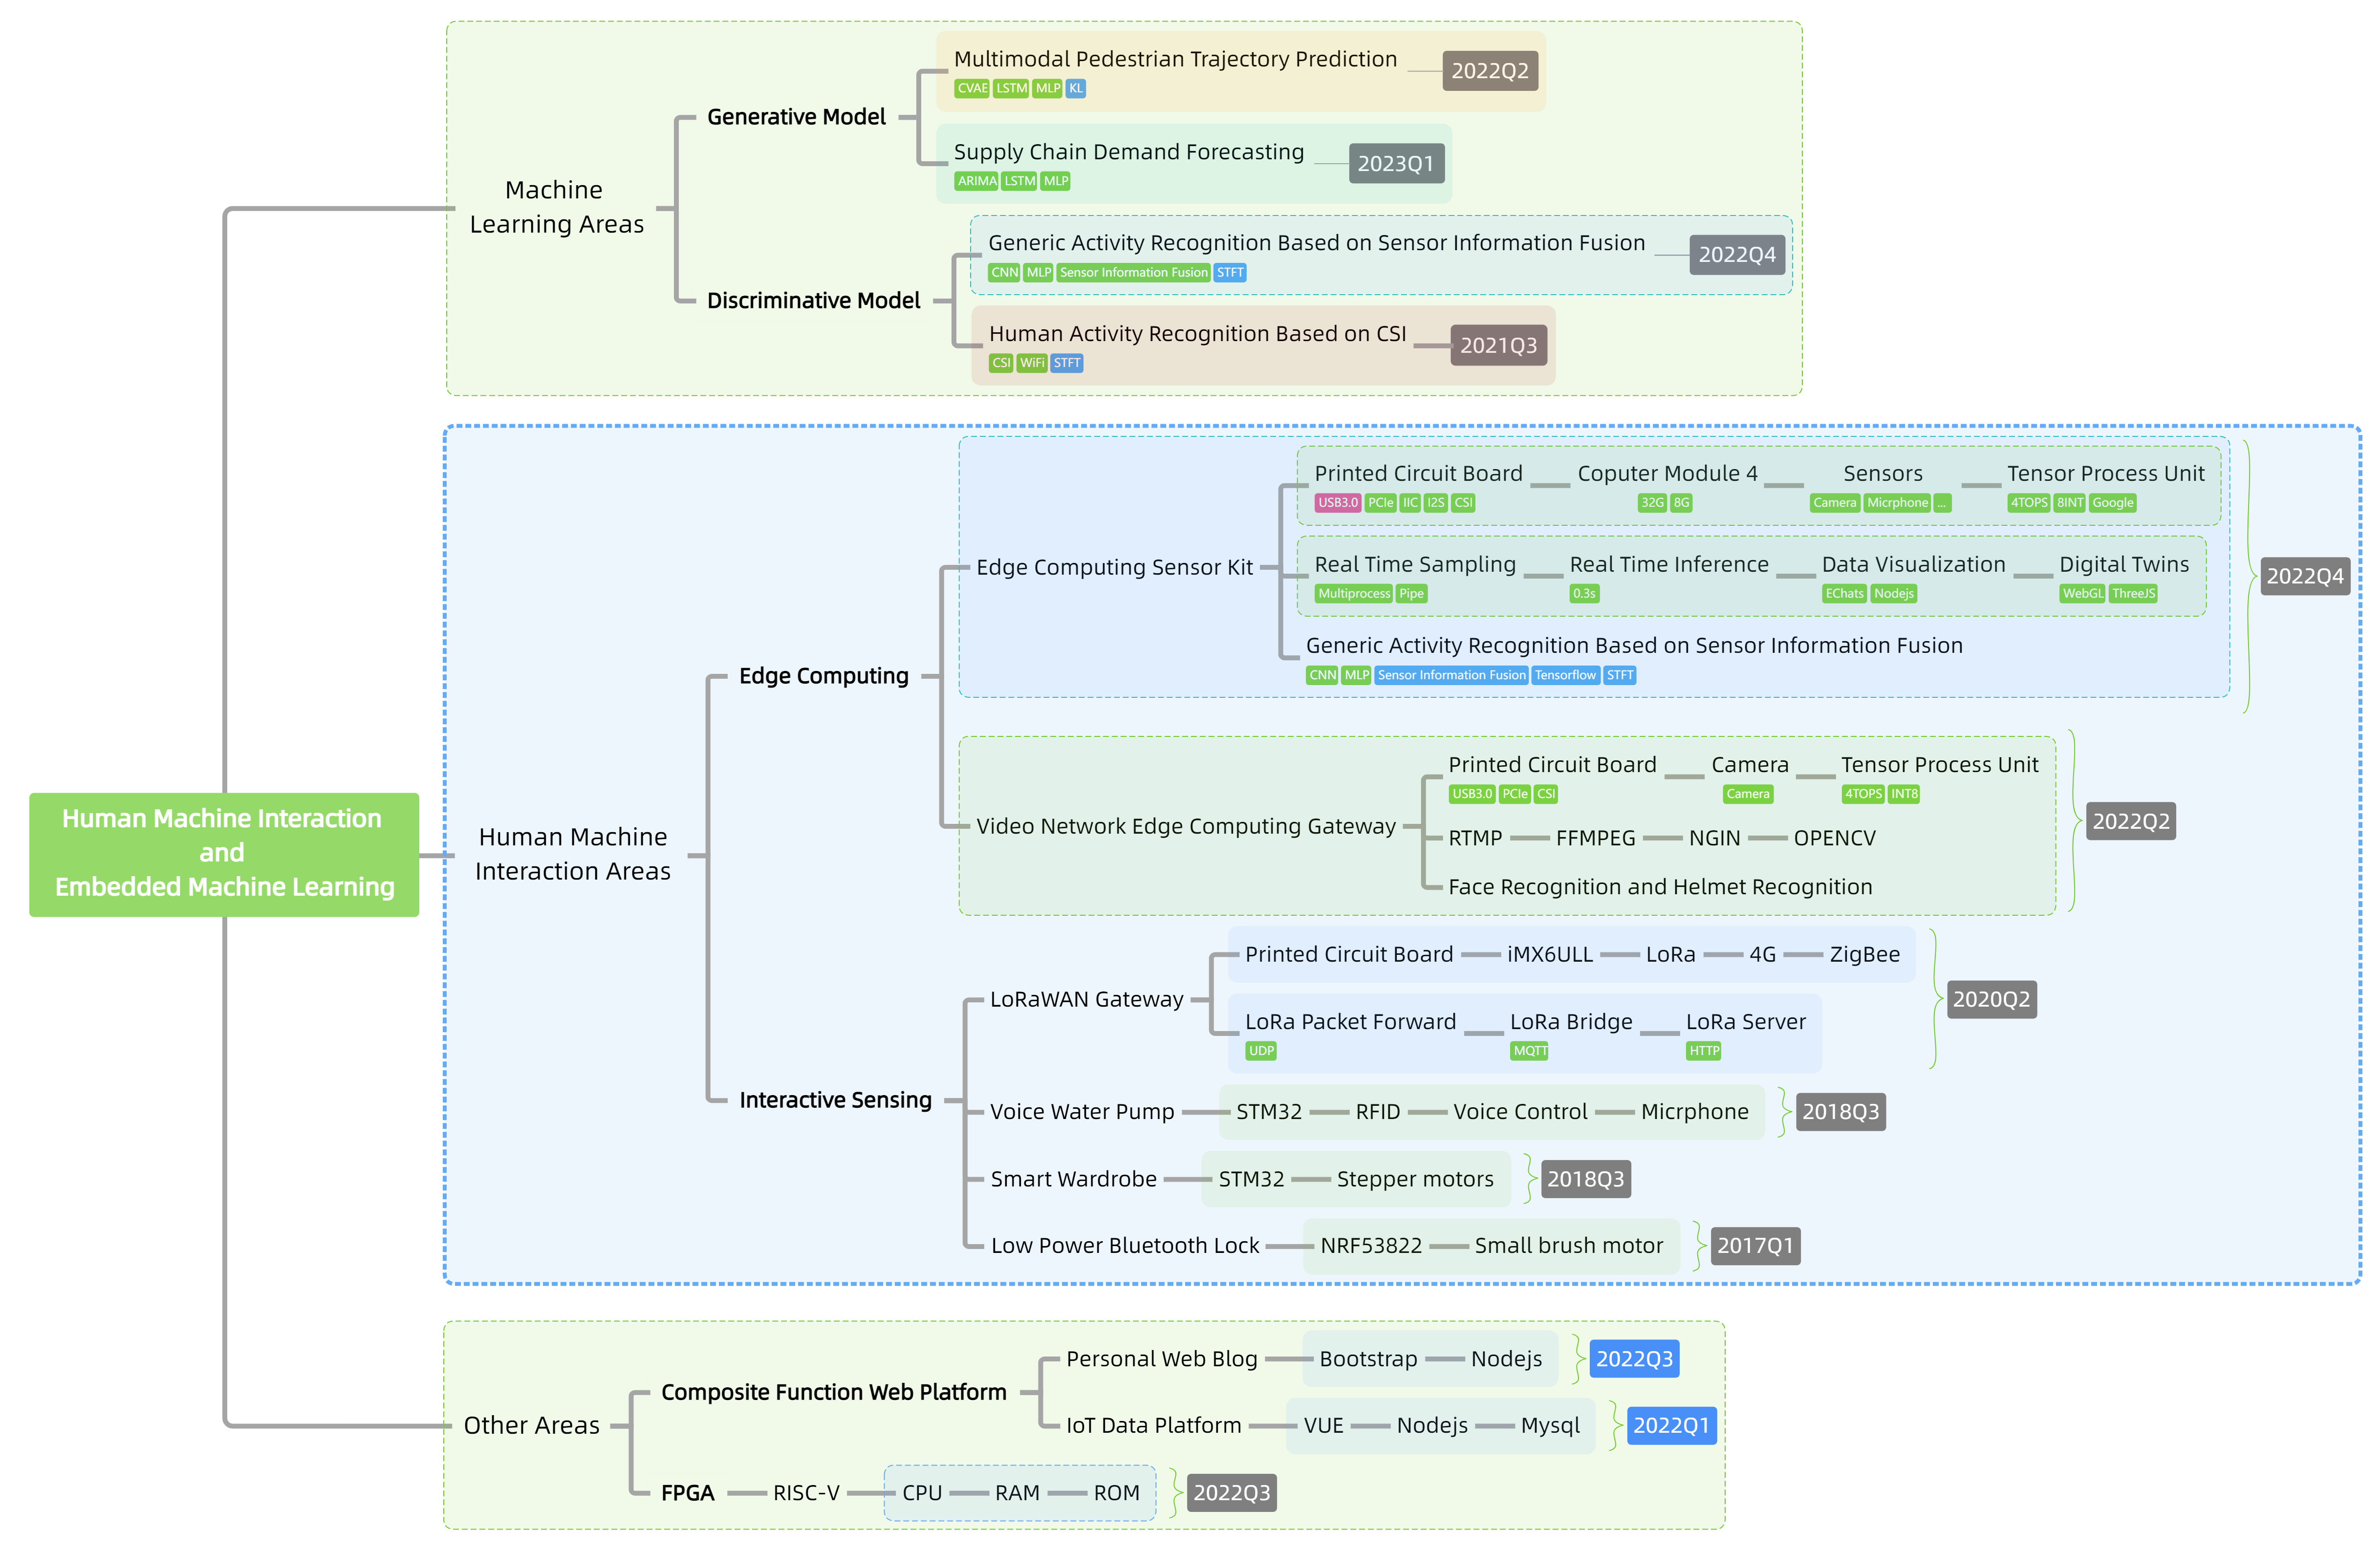 Human Machine Interaction
and
Embedded Machine Learning
Machine
Learning Areas
Generative Model
Multimodal Pedestrian Trajectory Prediction
CVAE LSTM MLP KL
2022Q2
Supply Chain Demand Forecasting
ARIMA LSTM MLP
2023Q1
Discriminative Model
Generic Activity Recognition Based on Sensor Information Fusion
CNN MLP Sensor Information Fusion STFT
2022Q4
Human Activity Recognition Based on CSI
CSI WiFi STFT
2021Q3
Human Machine
Interaction Areas
Edge Computing
Edge Computing Sensor Kit
Printed Circuit Board
USB3.0 PCIe IIC I2S CSI
Coputer Module 4
32G 8G
Sensors
Camera Micrphone ...
Tensor Process Unit
4TOPS 8INT Google
Real Time Sampling
Multiprocess Pipe
Real Time Inference
0.3s
Data Visualization
EChats Nodejs
Digital Twins
WebGL ThreeJS
Generic Activity Recognition Based on Sensor Information Fusion
CNN MLP Sensor Information Fusion Tensorflow STFT
2022Q4
Video Network Edge Computing Gateway
Printed Circuit Board
USB3.0 PCIe CSI
Camera
Camera
Tensor Process Unit
4TOPS INT8
RTMP FFMPEG NGIN OPENCV
Face Recognition and Helmet Recognition
2022Q2
Interactive Sensing
LoRaWAN Gateway
Printed Circuit Board iMX6ULL LoRa 4G ZigBee
LoRa Packet Forward
UDP
LoRa Bridge
MQTT
LoRa Server
HTTP
2020Q2
Voice Water Pump STM32 RFID Voice Control Micrphone 2018Q3
Smart Wardrobe STM32 Stepper motors 2018Q3
Low Power Bluetooth Lock NRF53822 Small brush motor 2017Q1
Other Areas
Composite Function Web Platform
Personal Web Blog Bootstrap Nodejs 2022Q3
IoT Data Platform VUE Nodejs Mysql 2022Q1
FPGA RISC-V CPU RAM ROM 2022Q3